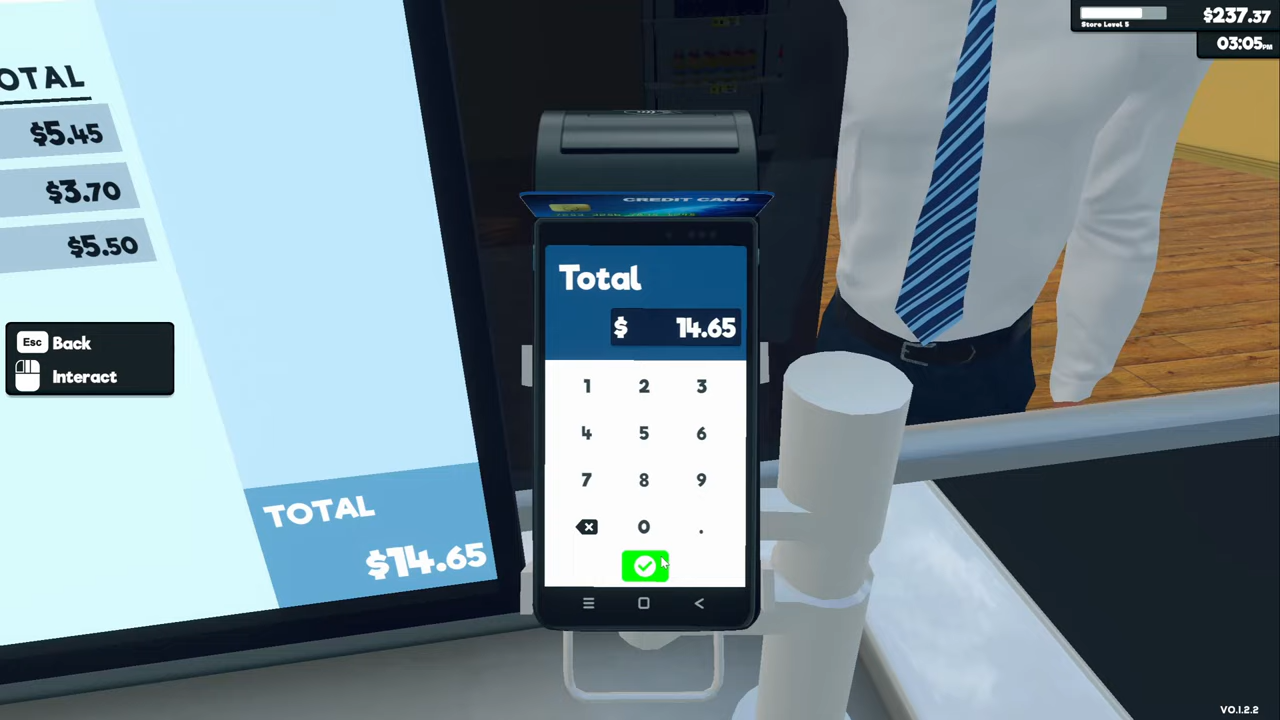 $237.37
Store Level 5
03:05PM
OTAL
$5.45
$3.70
$5.50
CREDIT CARD
Total
$ 14.65
Esc Back
Interact
1 2 3
4 5 6
7 8 9
0 .
TOTAL
$14.65
V0.1.2.2